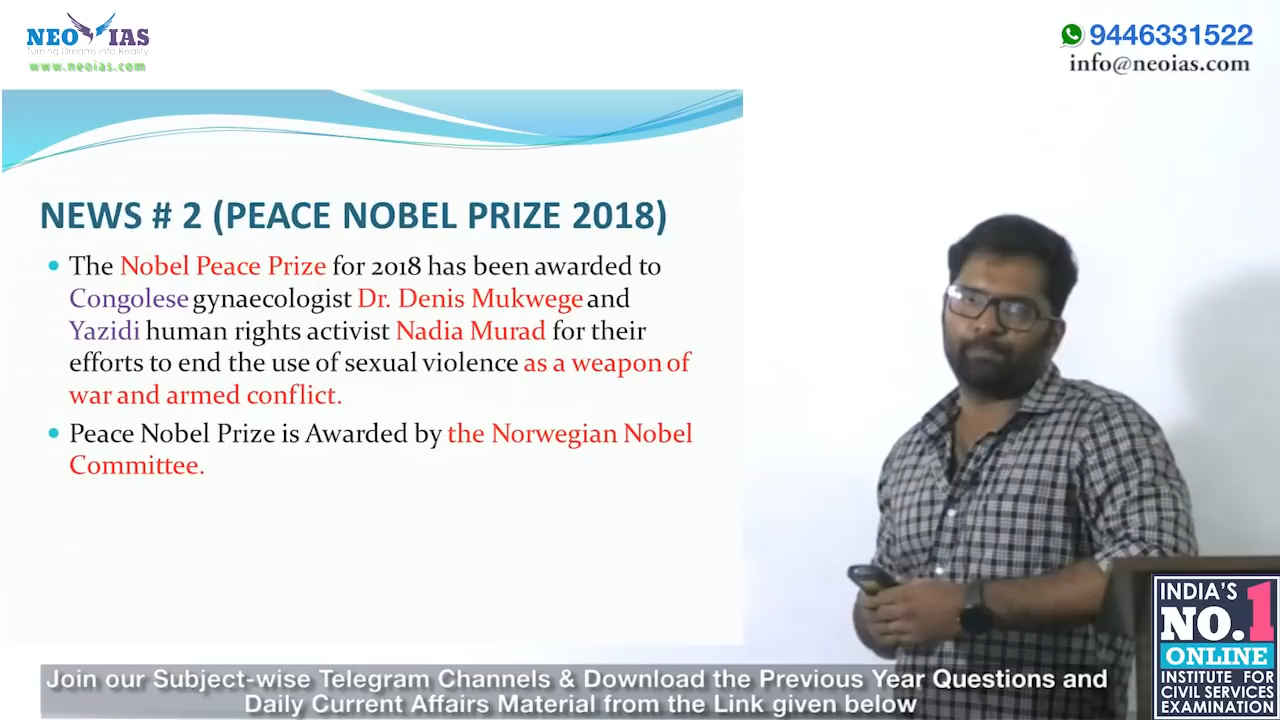 NEO IAS
Turning Dreams into Reality
www.neoias.com
9446331522
info@neoias.com
NEWS # 2 (PEACE NOBEL PRIZE 2018)
The Nobel Peace Prize for 2018 has been awarded to
Congolese gynaecologist Dr. Denis Mukwege and
Yazidi human rights activist Nadia Murad for their
efforts to end the use of sexual violence as a weapon of
war and armed conflict.
Peace Nobel Prize is Awarded by the Norwegian Nobel
Committee.
INDIA'S
NO.1
ONLINE
INSTITUTE FOR
CIVIL SERVICES
EXAMINATION
Join our Subject-wise Telegram Channels & Download the Previous Year Questions and
Daily Current Affairs Material from the Link given below